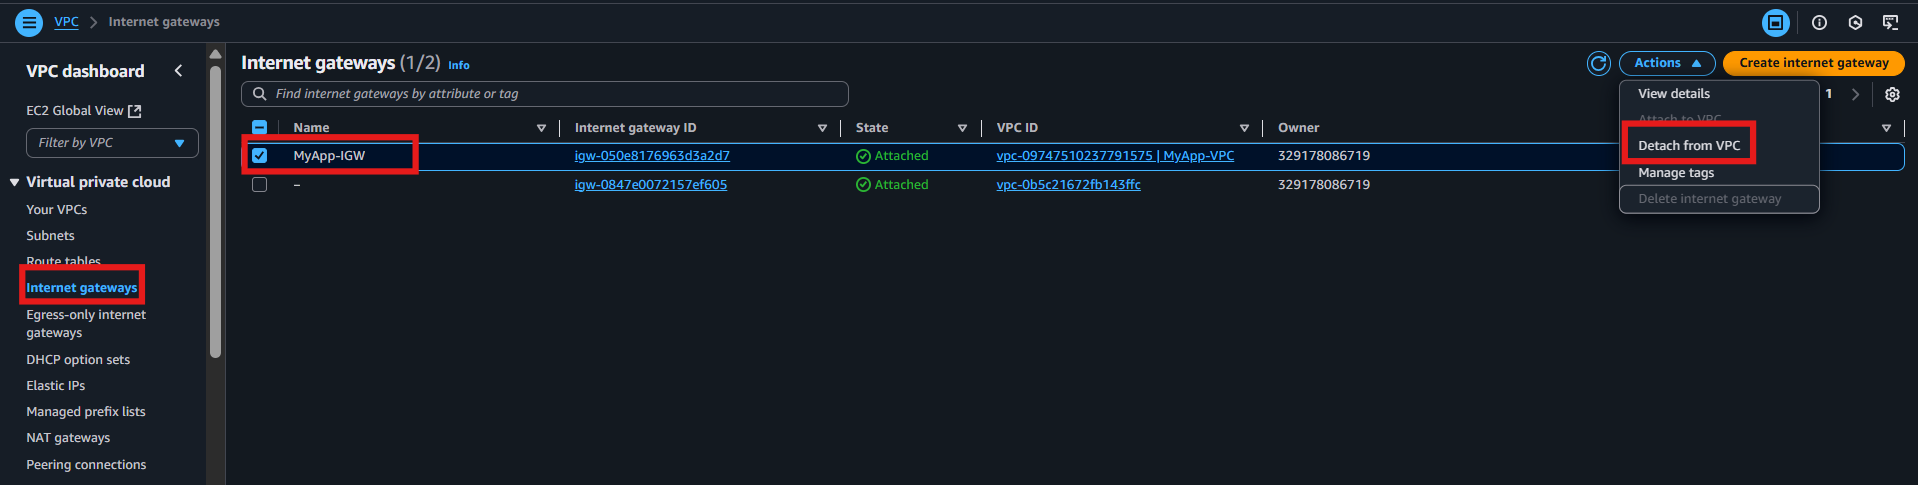 VPC > Internet gateways
VPC dashboard
EC2 Global View
Filter by VPC
Virtual private cloud
Your VPCs
Subnets
Route tables
Internet gateways
Egress-only internet
gateways
DHCP option sets
Elastic IPs
Managed prefix lists
NAT gateways
Peering connections
Internet gateways (1/2) Info
Actions
Create internet gateway
Find internet gateways by attribute or tag
1
View details
Attach to VPC
Detach from VPC
Manage tags
Delete internet gateway
Name Internet gateway ID State VPC ID Owner
MyApp-IGW igw-050e8176963d3a2d7 Attached vpc-09747510237791575 | MyApp-VPC 329178086719
– igw-0847e0072157ef605 Attached vpc-0b5c21672fb143ffc 329178086719